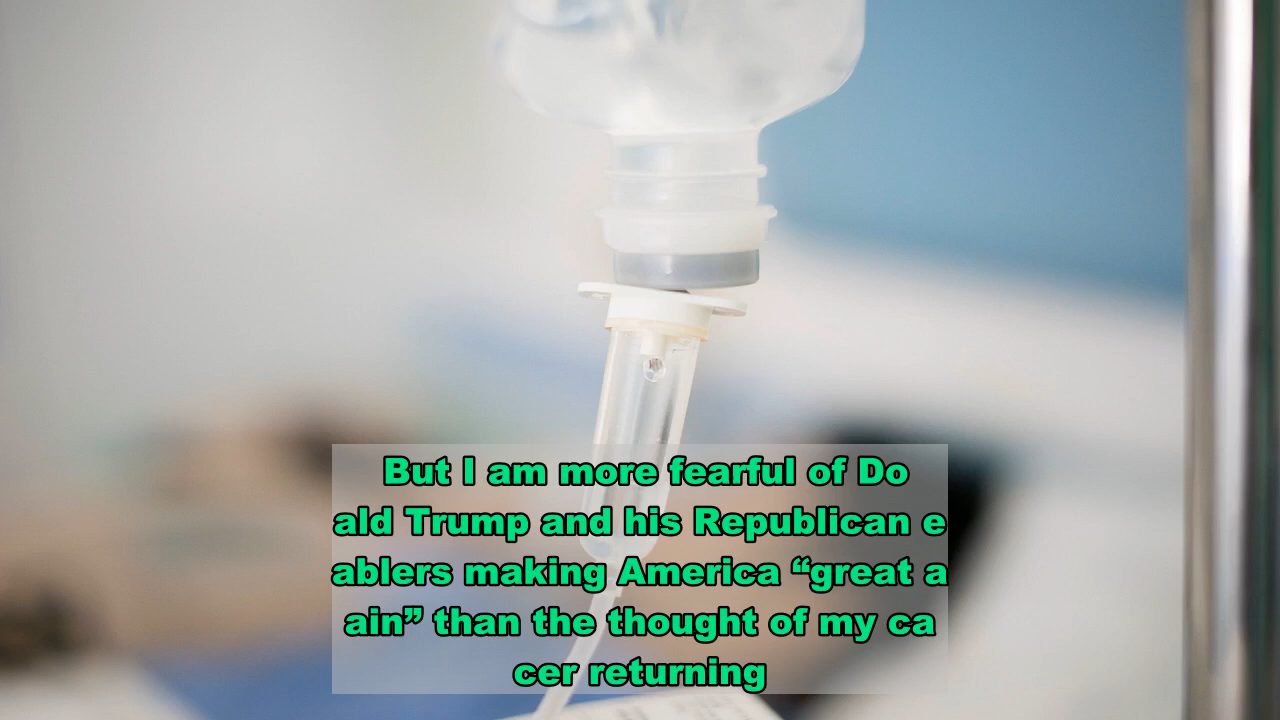 But I am more fearful of Do
ald Trump and his Republican e
ablers making America “great a
ain” than the thought of my ca
cer returning